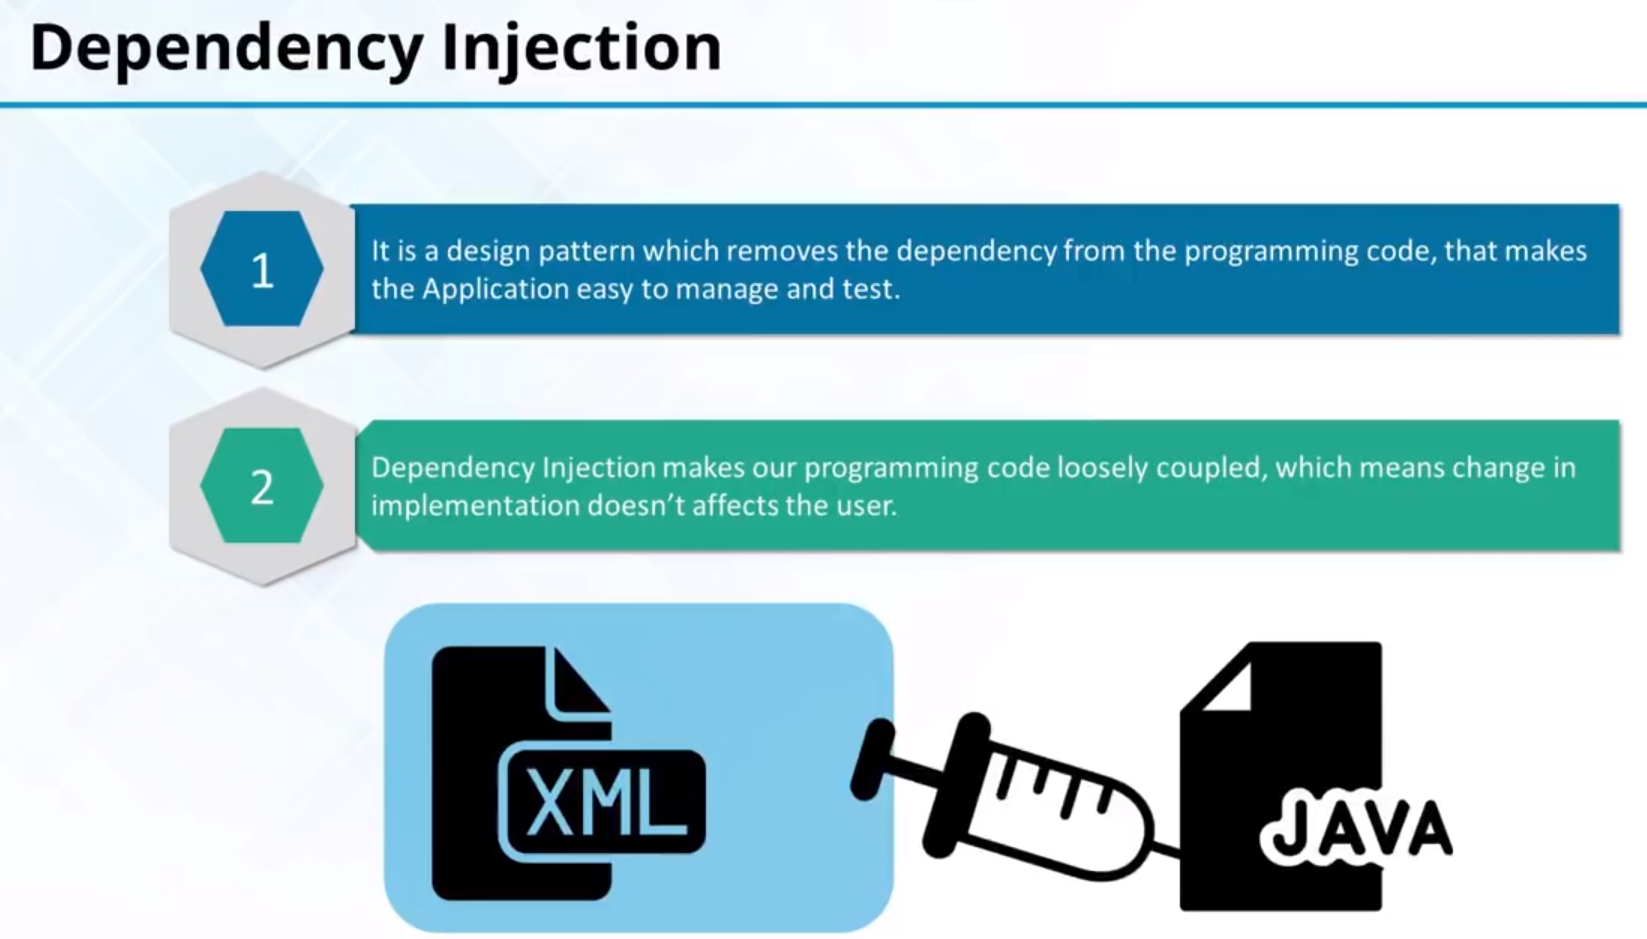 Dependency Injection
1
It is a design pattern which removes the dependency from the programming code, that makes
the Application easy to manage and test.
2
Dependency Injection makes our programming code loosely coupled, which means change in
implementation doesn’t affects the user.
XML
JAVA